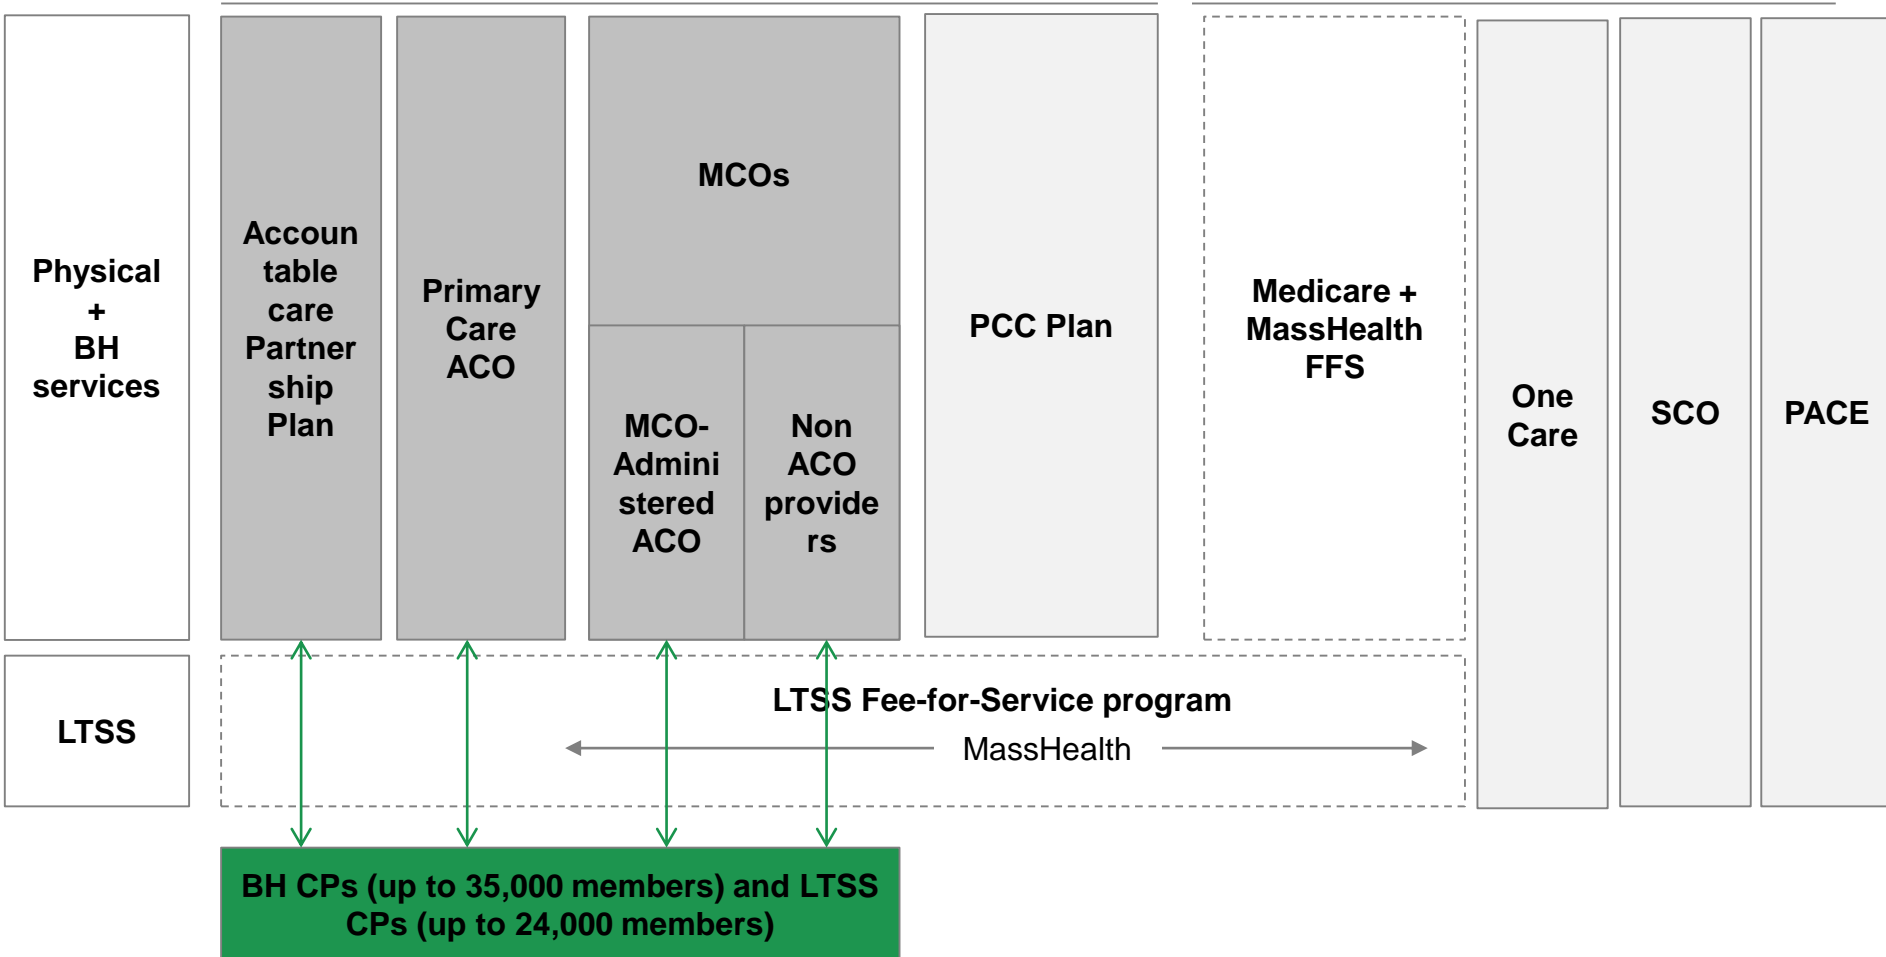 Physical
+
BH
services
Accoun
table
care
Partner
ship
Plan
Primary
Care
ACO
MCOs
MCO-
Admini
stered
ACO
Non
ACO
provide
rs
PCC Plan
Medicare +
MassHealth
FFS
One
Care
SCO
PACE
LTSS
LTSS Fee-for-Service program
MassHealth
BH CPs (up to 35,000 members) and LTSS
CPs (up to 24,000 members)